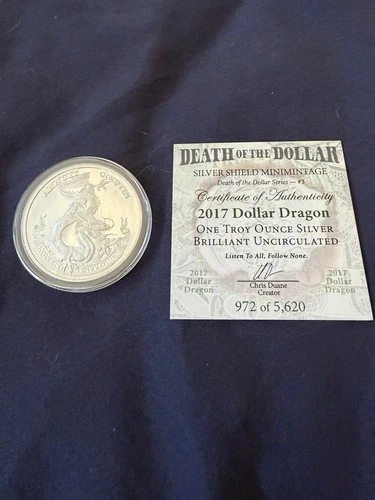 ANNUIT COEPTIS
DEATH OF THE DOLLAR
SILVER SHIELD MINIMINTAGE
Death of the Dollar Series — #3
Certificate of Authenticity
2017 Dollar Dragon
ONE TROY OUNCE SILVER
BRILLIANT UNCIRCULATED
Listen To All, Follow None.
2017
Dollar
Dragon
Chris Duane
Creator
2017
Dollar
Dragon
972 of 5,620